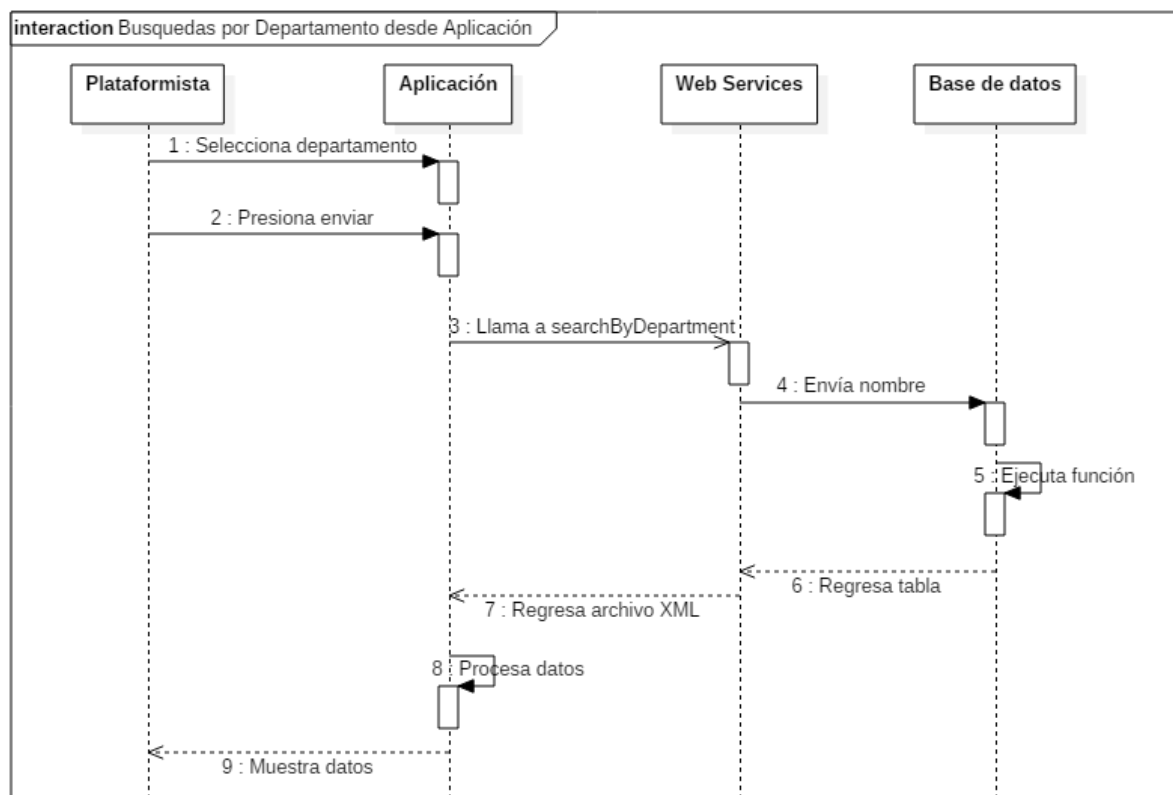 interaction Busquedas por Departamento desde Aplicación
Plataformista
Aplicación
Web Services
Base de datos
1 : Selecciona departamento
2 : Presiona enviar
3 : Llama a searchByDepartment
4 : Envía nombre
5 : Ejecuta función
6 : Regresa tabla
7 : Regresa archivo XML
8 : Procesa datos
9 : Muestra datos